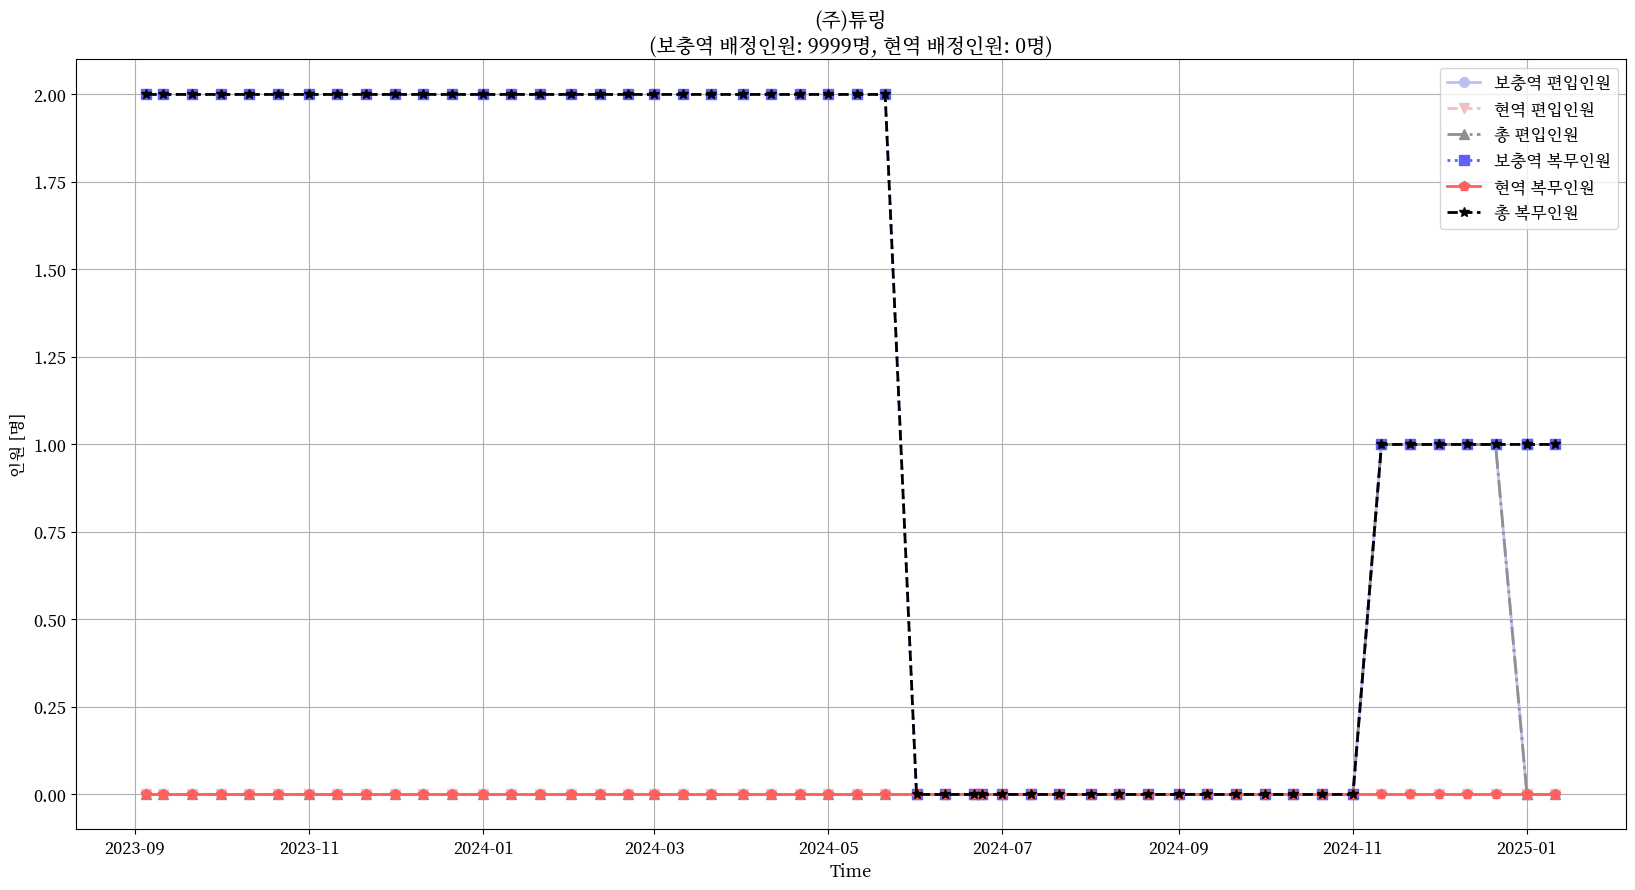 (주)튜링
(보충역 배정인원: 9999명, 현역 배정인원: 0명)
보충역 편입인원
현역 편입인원
총 편입인원
보충역 복무인원
현역 복무인원
총 복무인원
인원 [명]
2.00
1.75
1.50
1.25
1.00
0.75
0.50
0.25
0.00
2023-09
2023-11
2024-01
2024-03
2024-05
2024-07
2024-09
2024-11
2025-01
Time